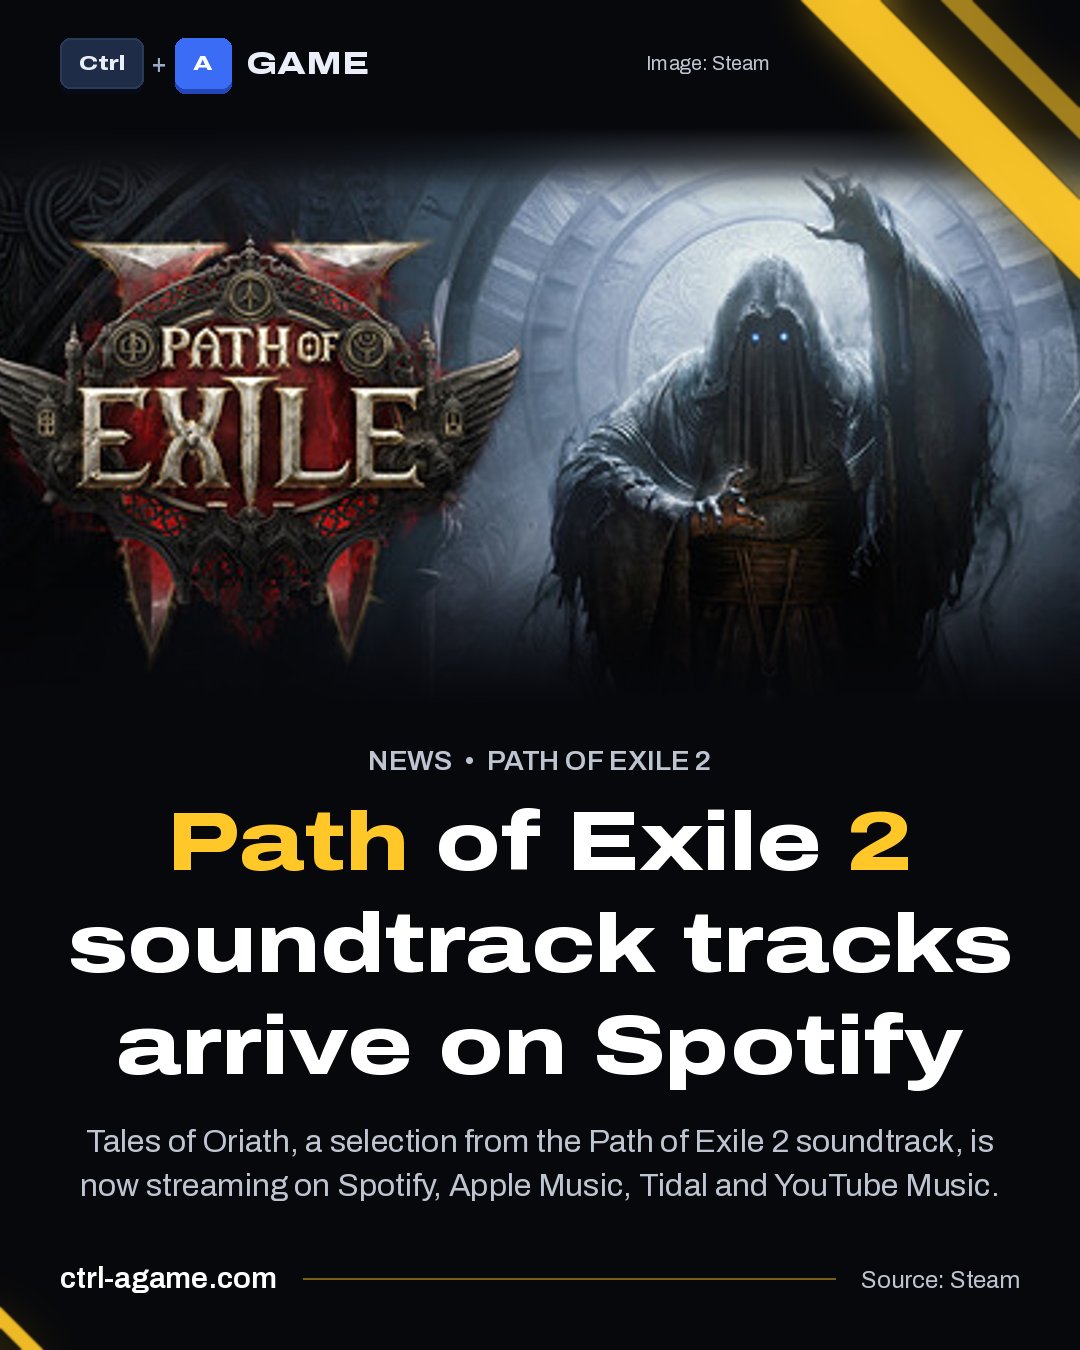 Ctrl + A GAME
Image: Steam
PATH OF
EXILE
NEWS • PATH OF EXILE 2
Path of Exile 2
soundtrack tracks
arrive on Spotify
Tales of Oriath, a selection from the Path of Exile 2 soundtrack, is
now streaming on Spotify, Apple Music, Tidal and YouTube Music.
ctrl-agame.com
Source: Steam